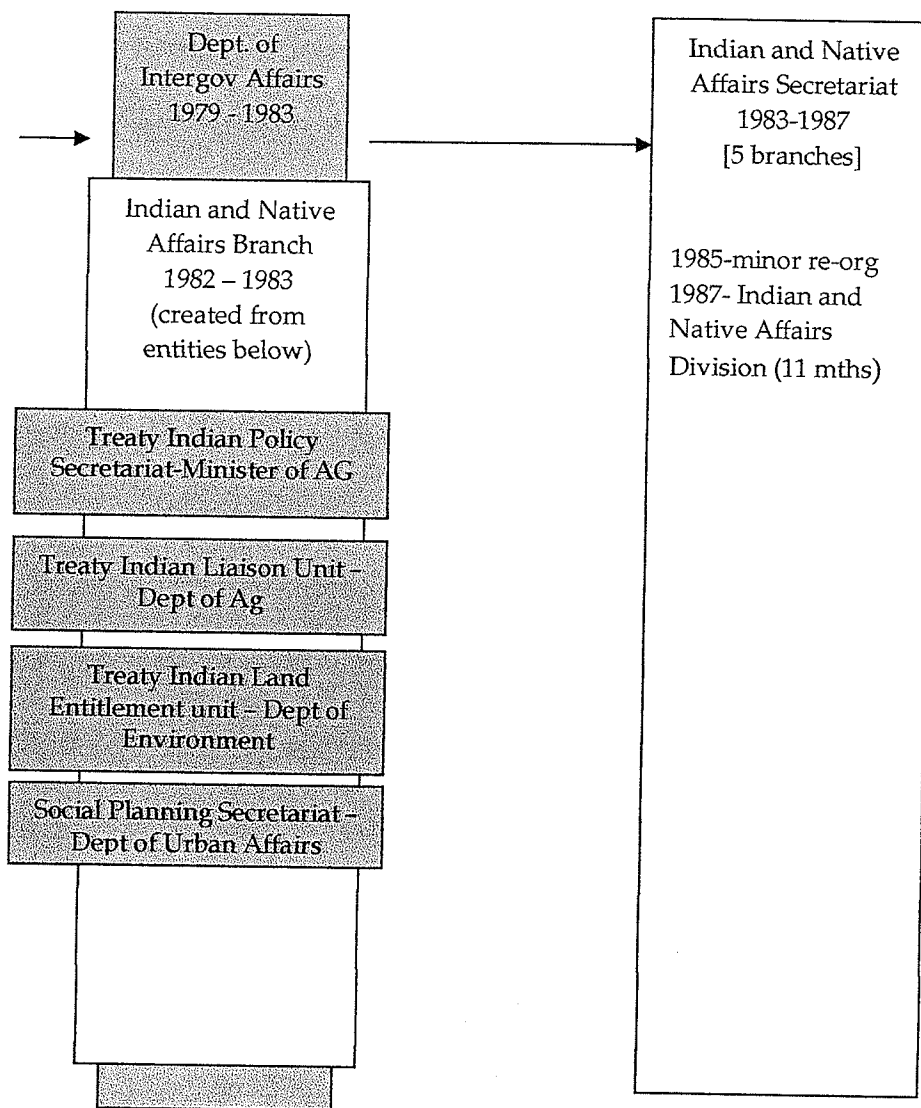 Dept. of
Intergov Affairs
1979 - 1983
Indian and Native
Affairs Branch
1982 – 1983
(created from
entities below)
Treaty Indian Policy
Secretariat-Minister of AG
Treaty Indian Liaison Unit –
Dept of Ag
Treaty Indian Land
Entitlement unit – Dept of
Environment
Social Planning Secretariat –
Dept of Urban Affairs
Indian and Native
Affairs Secretariat
1983-1987
[5 branches]
1985-minor re-org
1987- Indian and
Native Affairs
Division (11 mths)